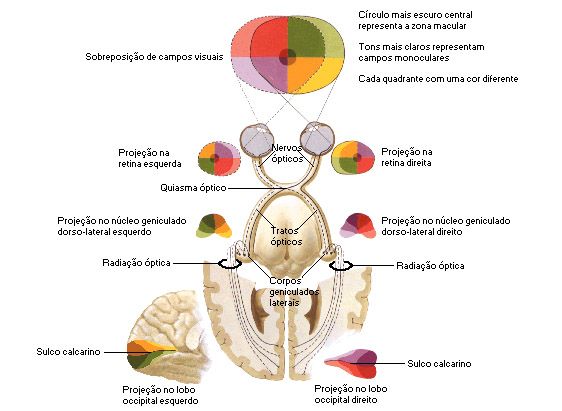 Círculo mais escuro central
representa a zona macular
Tons mais claros representam
campos monoculares
Cada quadrante com uma cor diferente
Sobreposição de campos visuais
Projeção na
retina esquerda
Nervos
ópticos
Projeção na
retina direita
Quiasma óptico
Projeção no núcleo geniculado
dorso-lateral esquerdo
Tratos
ópticos
Projeção no núcleo geniculado
dorso-lateral direito
Radiação óptica
Radiação óptica
Corpos
geniculados
laterais
Sulco calcarino
Sulco calcarino
Projeção no lobo
occipital esquerdo
Projeção no lobo
occipital direito